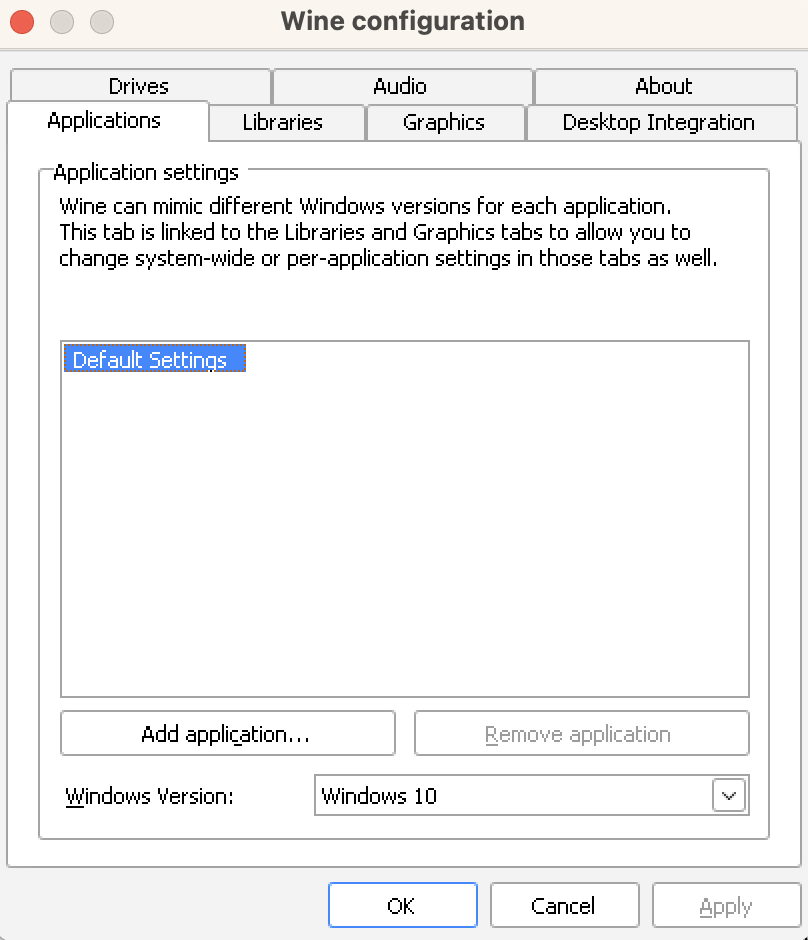 Wine configuration
Drives
Audio
About
Applications
Libraries
Graphics
Desktop Integration
Application settings
Wine can mimic different Windows versions for each application.
This tab is linked to the Libraries and Graphics tabs to allow you to
change system-wide or per-application settings in those tabs as well.
Default Settings
Add application...
Remove application
Windows Version:
Windows 10
OK
Cancel
Apply